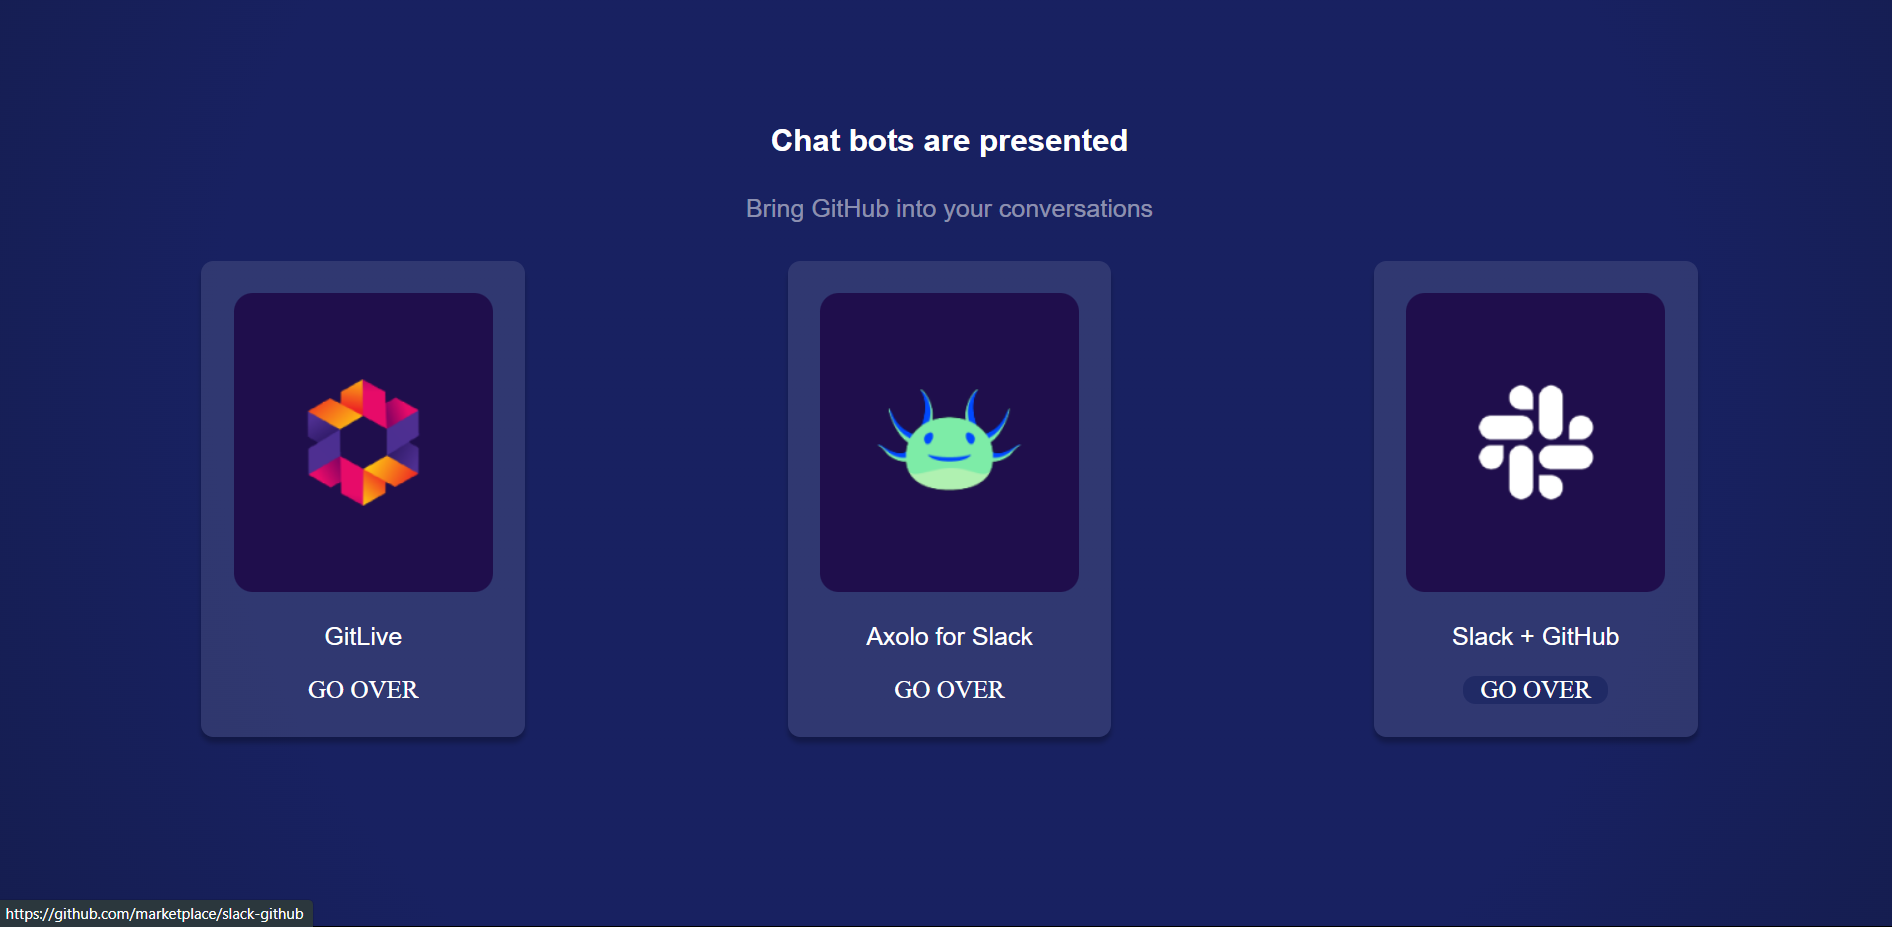 Chat bots are presented
Bring GitHub into your conversations
GitLive
GO OVER
Axolo for Slack
GO OVER
Slack + GitHub
GO OVER
https://github.com/marketplace/slack-github